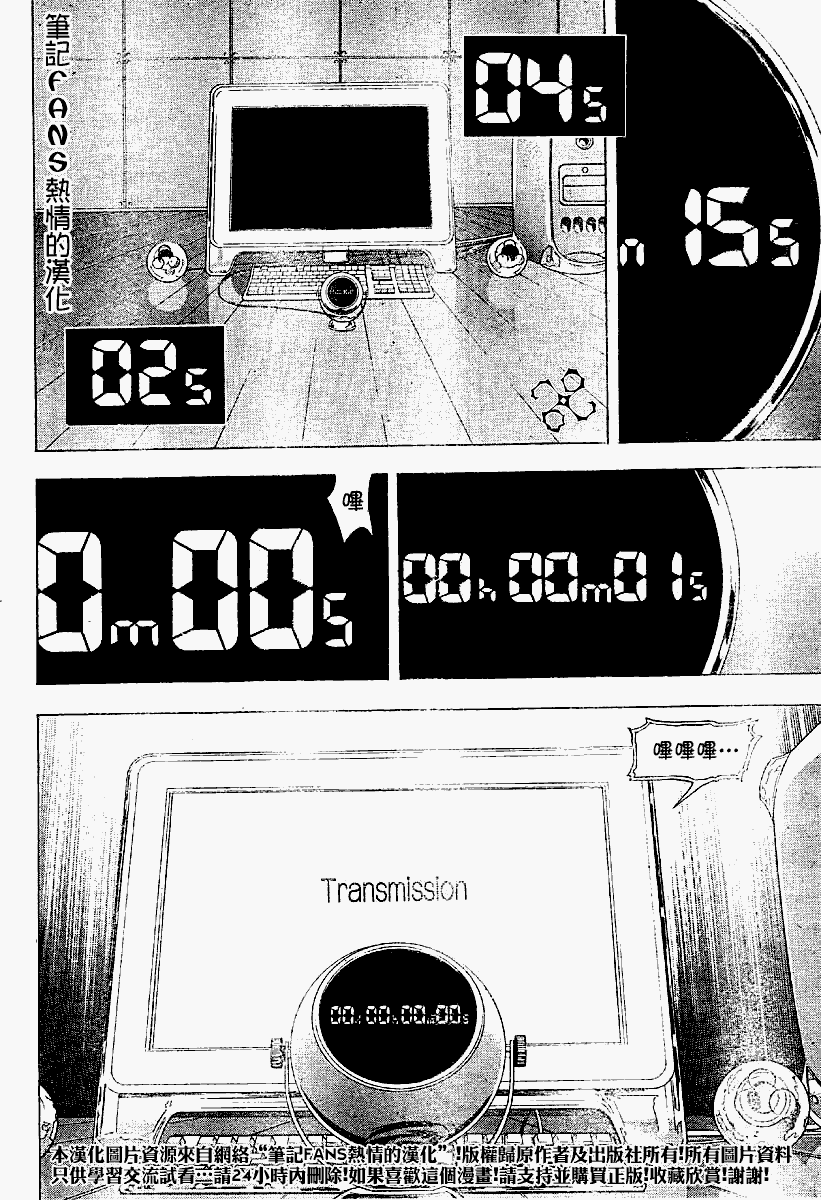 15s
04s
02s
筆記FANS熱情的漢化
00h00m01s
0m00s
嗶
嗶嗶嗶…
Transmission
本漢化圖片資源來自網絡“筆記FANS熱情的漢化”!版權歸原作者及出版社所有!所有圖片資料
只供學習交流試看…請24小時內刪除!如果喜歡這個漫畫!請支持並購買正版!收藏欣賞!謝謝!